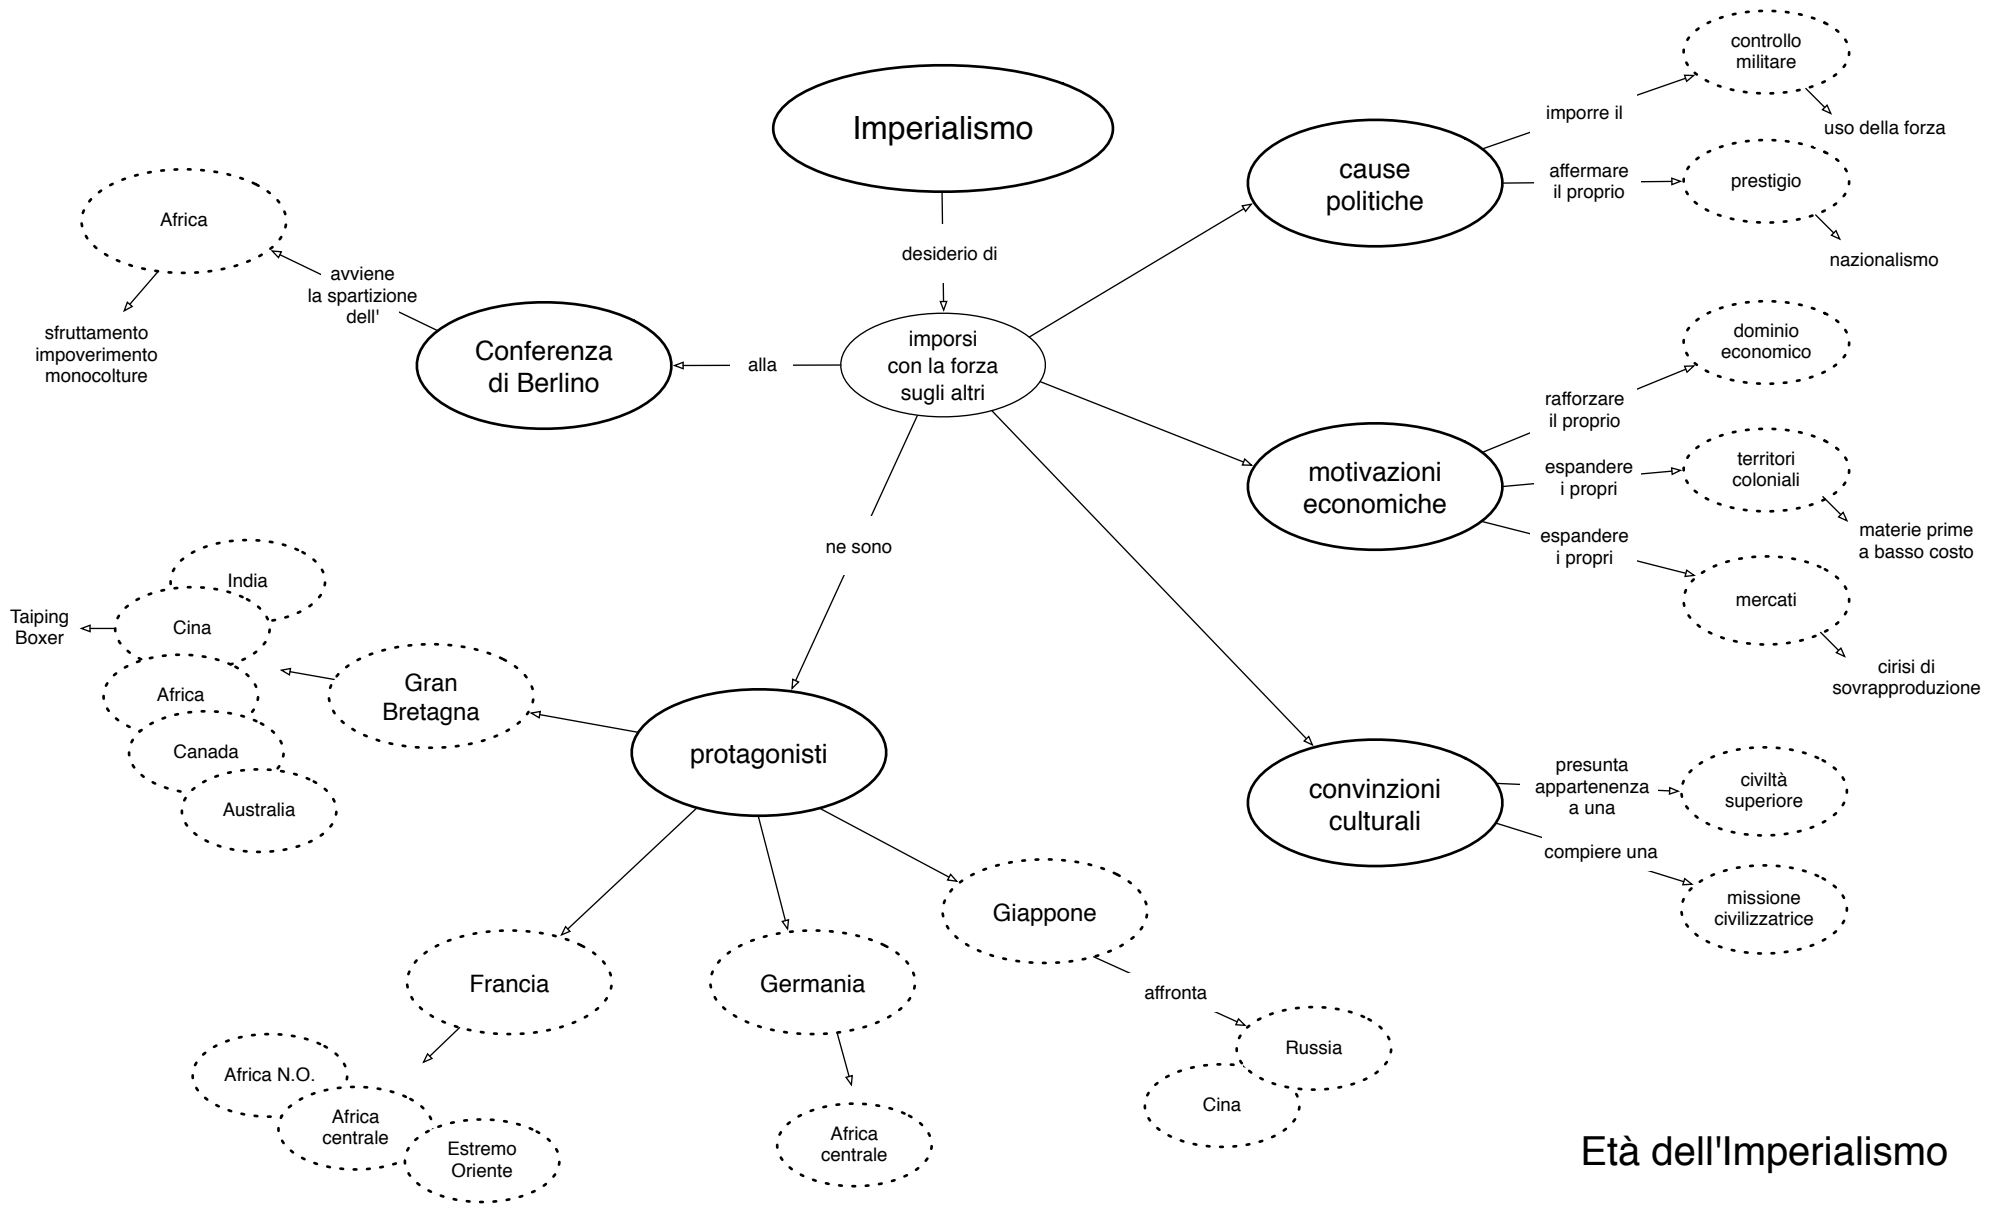 Imperialismo
desiderio di
imporsi
con la forza
sugli altri
cause
politiche
imporre il
controllo
militare
uso della forza
affermare
il proprio
prestigio
nazionalismo
motivazioni
economiche
rafforzare
il proprio
dominio
economico
espandere
i propri
territori
coloniali
materie prime
a basso costo
espandere
i propri
mercati
cirisi di
sovrapproduzione
convinzioni
culturali
presunta
appartenenza
a una
civiltà
superiore
compiere una
missione
civilizzatrice
alla
Conferenza
di Berlino
avviene
la spartizione
dell'
Africa
sfruttamento
impoverimento
monocolture
ne sono
protagonisti
Gran
Bretagna
India
Cina
Taiping
Boxer
Africa
Canada
Australia
Francia
Africa N.O.
Africa
centrale
Estremo
Oriente
Germania
Africa
centrale
Giappone
affronta
Russia
Cina
Età dell'Imperialismo